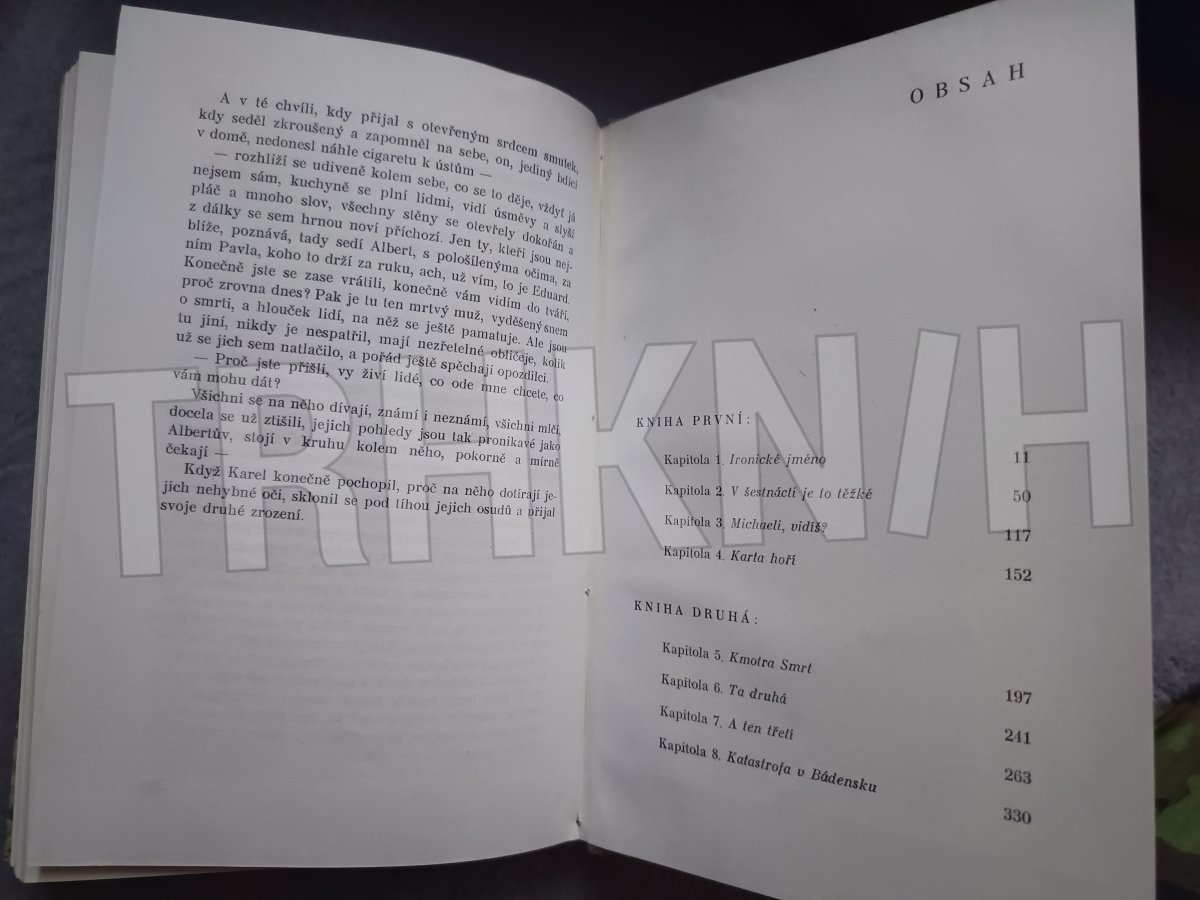 A v té chvíli, kdy přijal s otevřeným srdcem smutek,
kdy seděl zkroušený a zapomněl na sebe, on, jediný bdící
v domě, nedonesl náhle cigaretu k ústům —
— rozhlíží se udiveně kolem sebe, co se to děje, vždyť já
nejsem sám, kuchyně se plní lidmi, vidí úsměvy a slyší
pláč a mnoho slov, všechny stěny se otevřely dokořán a
z dálky se sem hrnou noví příchozí. Jen ty, kteří jsou nej-
blíže, poznává, tady sedí Albert, s pološílenýma očima, za
ním Pavla, koho to drží za ruku, ach, už vím, to je Eduard.
Konečně jste se zase vrátili, konečně vám vidím do tváří,
proč zrovna dnes? Pak je tu ten mrtvý muž, vyděšený snem
o smrti, a hlouček lidí, na něž se ještě pamatuje. Ale jsou
tu jiní, nikdy je nespatřil, mají nezřetelné obličeje, kolik
už se jich sem natlačilo, a pořád ještě spěchají opozdilci.
— Proč jste přišli, vy živí lidé, co ode mne chcete, co
vám mohu dát?
Všichni se na něho dívají, známí i neznámí, všichni mlčí,
docela se už ztišili, jejich pohledy jsou tak pronikavé jako
Albertův, stojí v kruhu kolem něho, pokorně a mírně
čekají —
Když Karel konečně pochopil, proč na něho dotírají je-
jich nehybné oči, sklonil se pod tíhou jejich osudů a přijal
svoje druhé zrození.
OBSAH
KNIHA PRVNÍ:
Kapitola 1. Ironické jméno 11
Kapitola 2. V šestnácti je to těžké 50
Kapitola 3. Michaeli, vidíš? 117
Kapitola 4. Karta hoří 152
KNIHA DRUHÁ:
Kapitola 5. Kmotra Smrt 197
Kapitola 6. Ta druhá 241
Kapitola 7. A ten třetí 263
Kapitola 8. Katastrofa v Bádensku 330
TRHKNIH